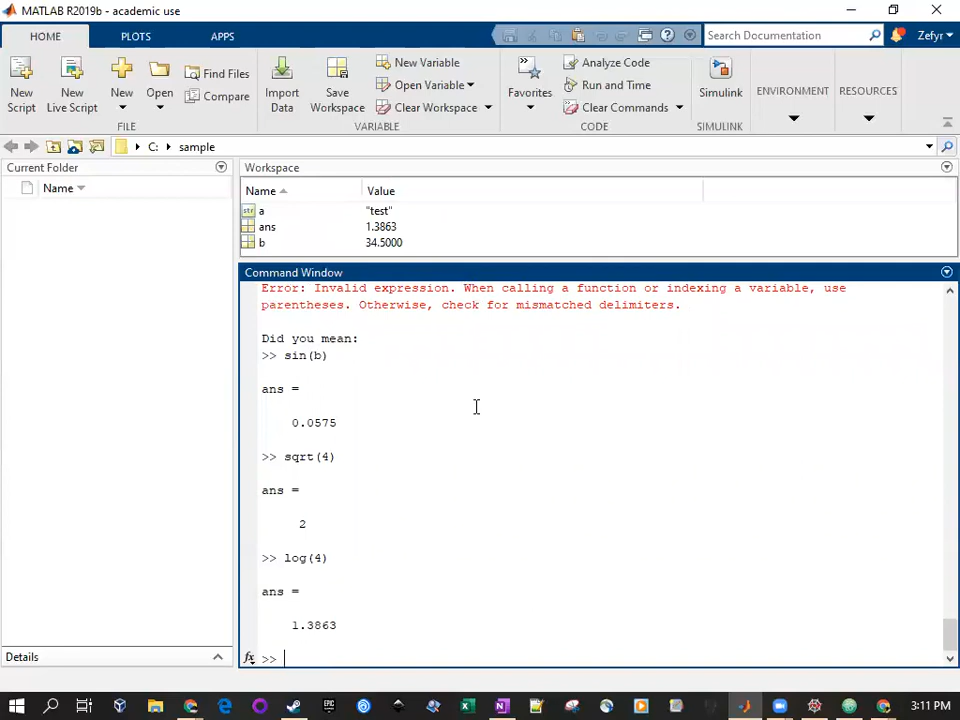 MATLAB R2019b - academic use
HOME PLOTS APPS Search Documentation Zefyr
New Script
New Live Script
New
Open
Find Files
Compare
FILE
Import Data
Save Workspace
New Variable
Open Variable
Clear Workspace
VARIABLE
Favorites
Analyze Code
Run and Time
Clear Commands
CODE
Simulink
SIMULINK
ENVIRONMENT
RESOURCES
C: sample
Current Folder
Name
Details
Workspace
Name Value
str a "test"
ans 1.3863
b 34.5000
Command Window
Error: Invalid expression. When calling a function or indexing a variable, use
parentheses. Otherwise, check for mismatched delimiters.
Did you mean:
>> sin(b)
ans =
0.0575
>> sqrt(4)
ans =
2
>> log(4)
ans =
1.3863
fx >>
EPIC
3:11 PM